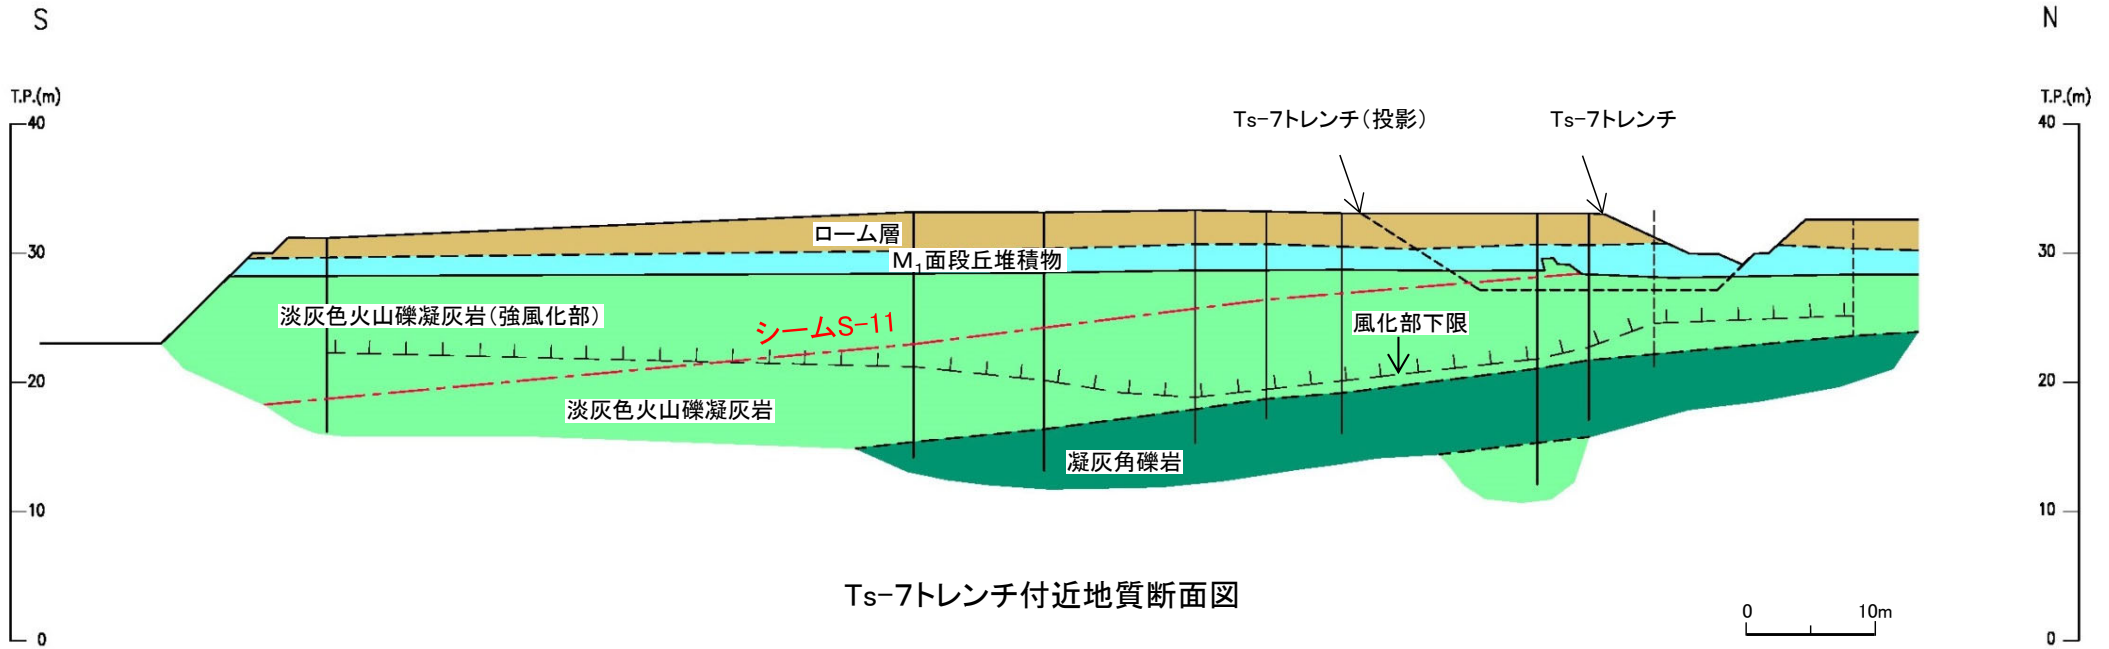 S
N
T.P.(m)
T.P.(m)
Ts-7トレンチ(投影)
Ts-7トレンチ
40
40
ローム層
30
M₁面段丘堆積物
30
淡灰色火山礫凝灰岩(強風化部)
シームS-11
風化部下限
20
20
淡灰色火山礫凝灰岩
凝灰角礫岩
10
10
Ts-7トレンチ付近地質断面図
0 10m
0
0